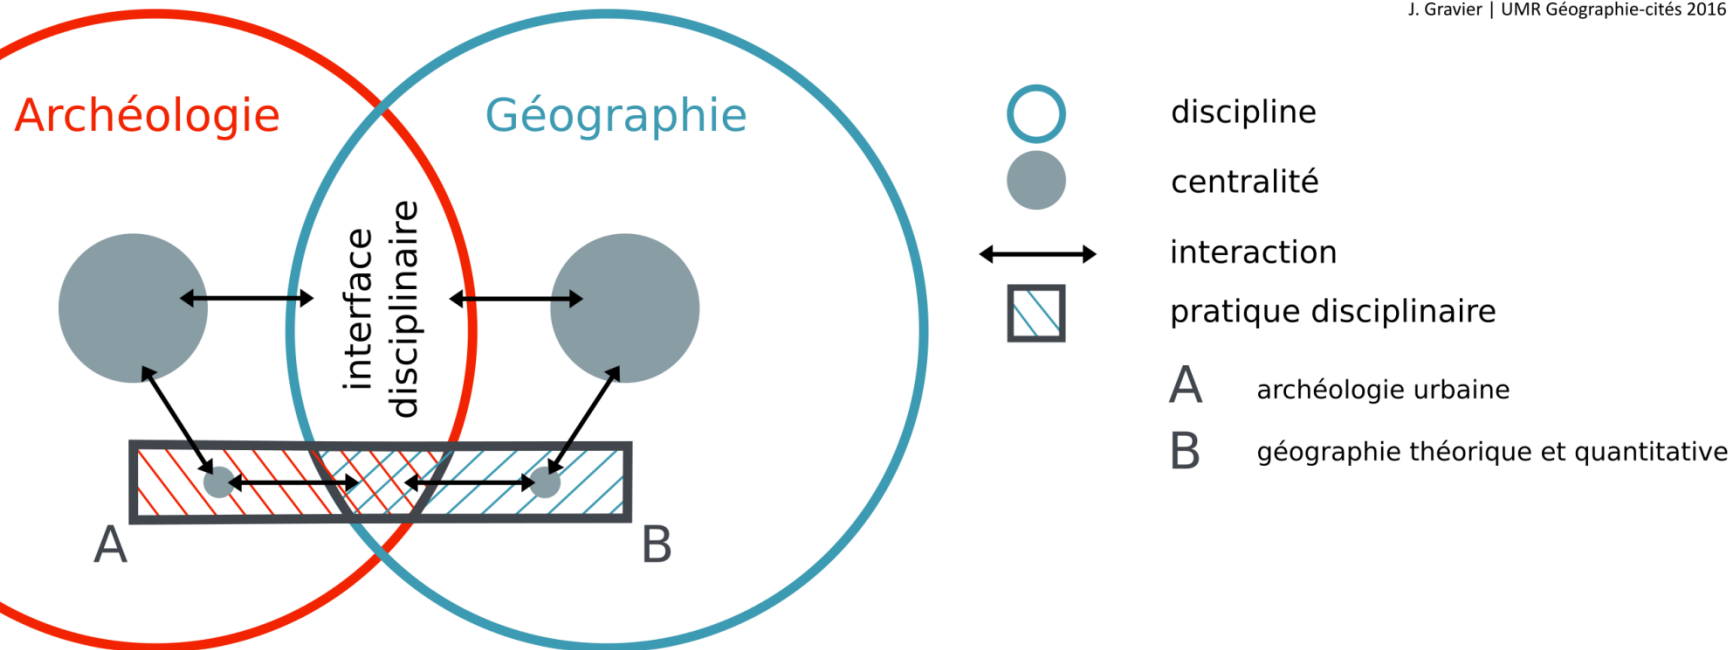 J. Gravier | UMR Géographie-cités 2016
Archéologie
Géographie
interface
disciplinaire
A
B
discipline
centralité
interaction
pratique disciplinaire
A archéologie urbaine
B géographie théorique et quantitative